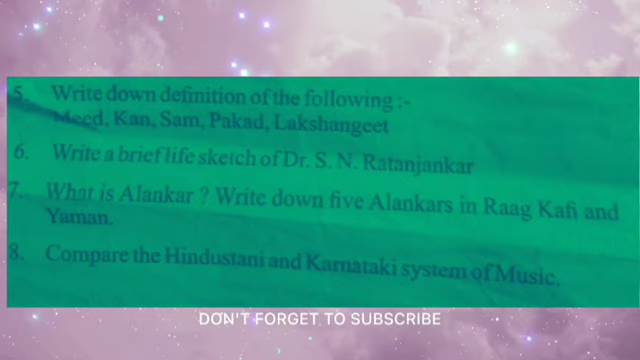 5. Write down definition of the following :-
Meed, Kan, Sam, Pakad, Lakshangeet
6. Write a brief life sketch of Dr. S. N. Ratanjankar
7. What is Alankar ? Write down five Alankars in Raag Kafi and
Yaman.
8. Compare the Hindustani and Karnataki system of Music.
DON'T FORGET TO SUBSCRIBE